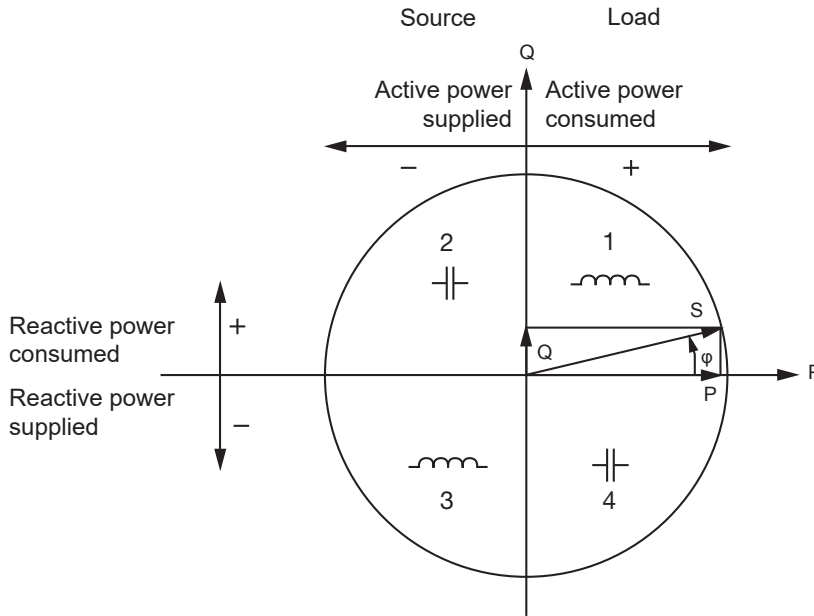 Source
Load
Q
Active power
supplied
Active power
consumed
−
+
2
1
Reactive power
consumed
+
S
Q
φ
P
P
Reactive power
supplied
−
3
4